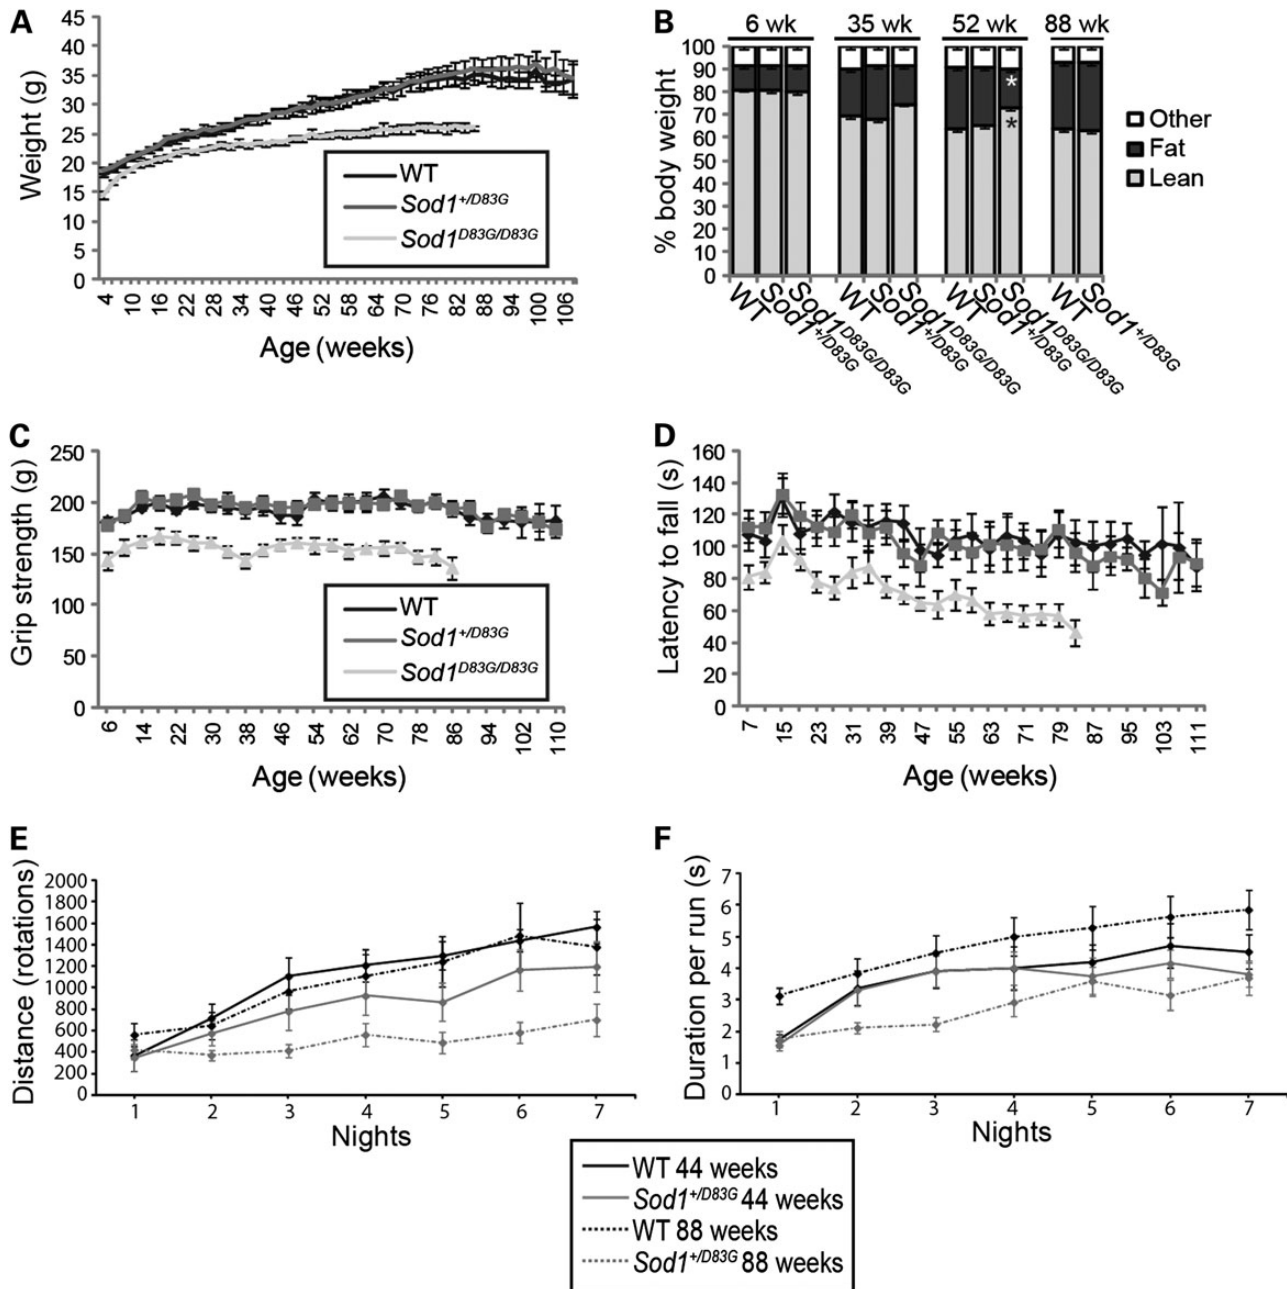 A
Weight (g)
45
40
35
30
25
20
15
10
5
0
4
10
16
22
28
34
40
46
52
58
64
70
76
82
88
94
100
106
Age (weeks)
WT
Sod1+/D83G
Sod1D83G/D83G
B
6 wk
35 wk
52 wk
88 wk
% body weight
100
90
80
70
60
50
40
30
20
10
0
*
*
WT
Sod1+/D83G
Sod1D83G/D83G
WT
Sod1+/D83G
Sod1D83G/D83G
WT
Sod1+/D83G
Sod1D83G/D83G
WT
Sod1+/D83G
Other
Fat
Lean
C
Grip strength (g)
250
200
150
100
50
0
6
14
22
30
38
46
54
62
70
78
86
94
102
110
Age (weeks)
WT
Sod1+/D83G
Sod1D83G/D83G
D
Latency to fall (s)
160
140
120
100
80
60
40
20
0
7
15
23
31
39
47
55
63
71
79
87
95
103
111
Age (weeks)
E
Distance (rotations)
2000
1800
1600
1400
1200
1000
800
600
400
200
0
1
2
3
4
5
6
7
Nights
F
Duration per run (s)
7
6
5
4
3
2
1
0
1
2
3
4
5
6
7
Nights
WT 44 weeks
Sod1+/D83G 44 weeks
WT 88 weeks
Sod1+/D83G 88 weeks